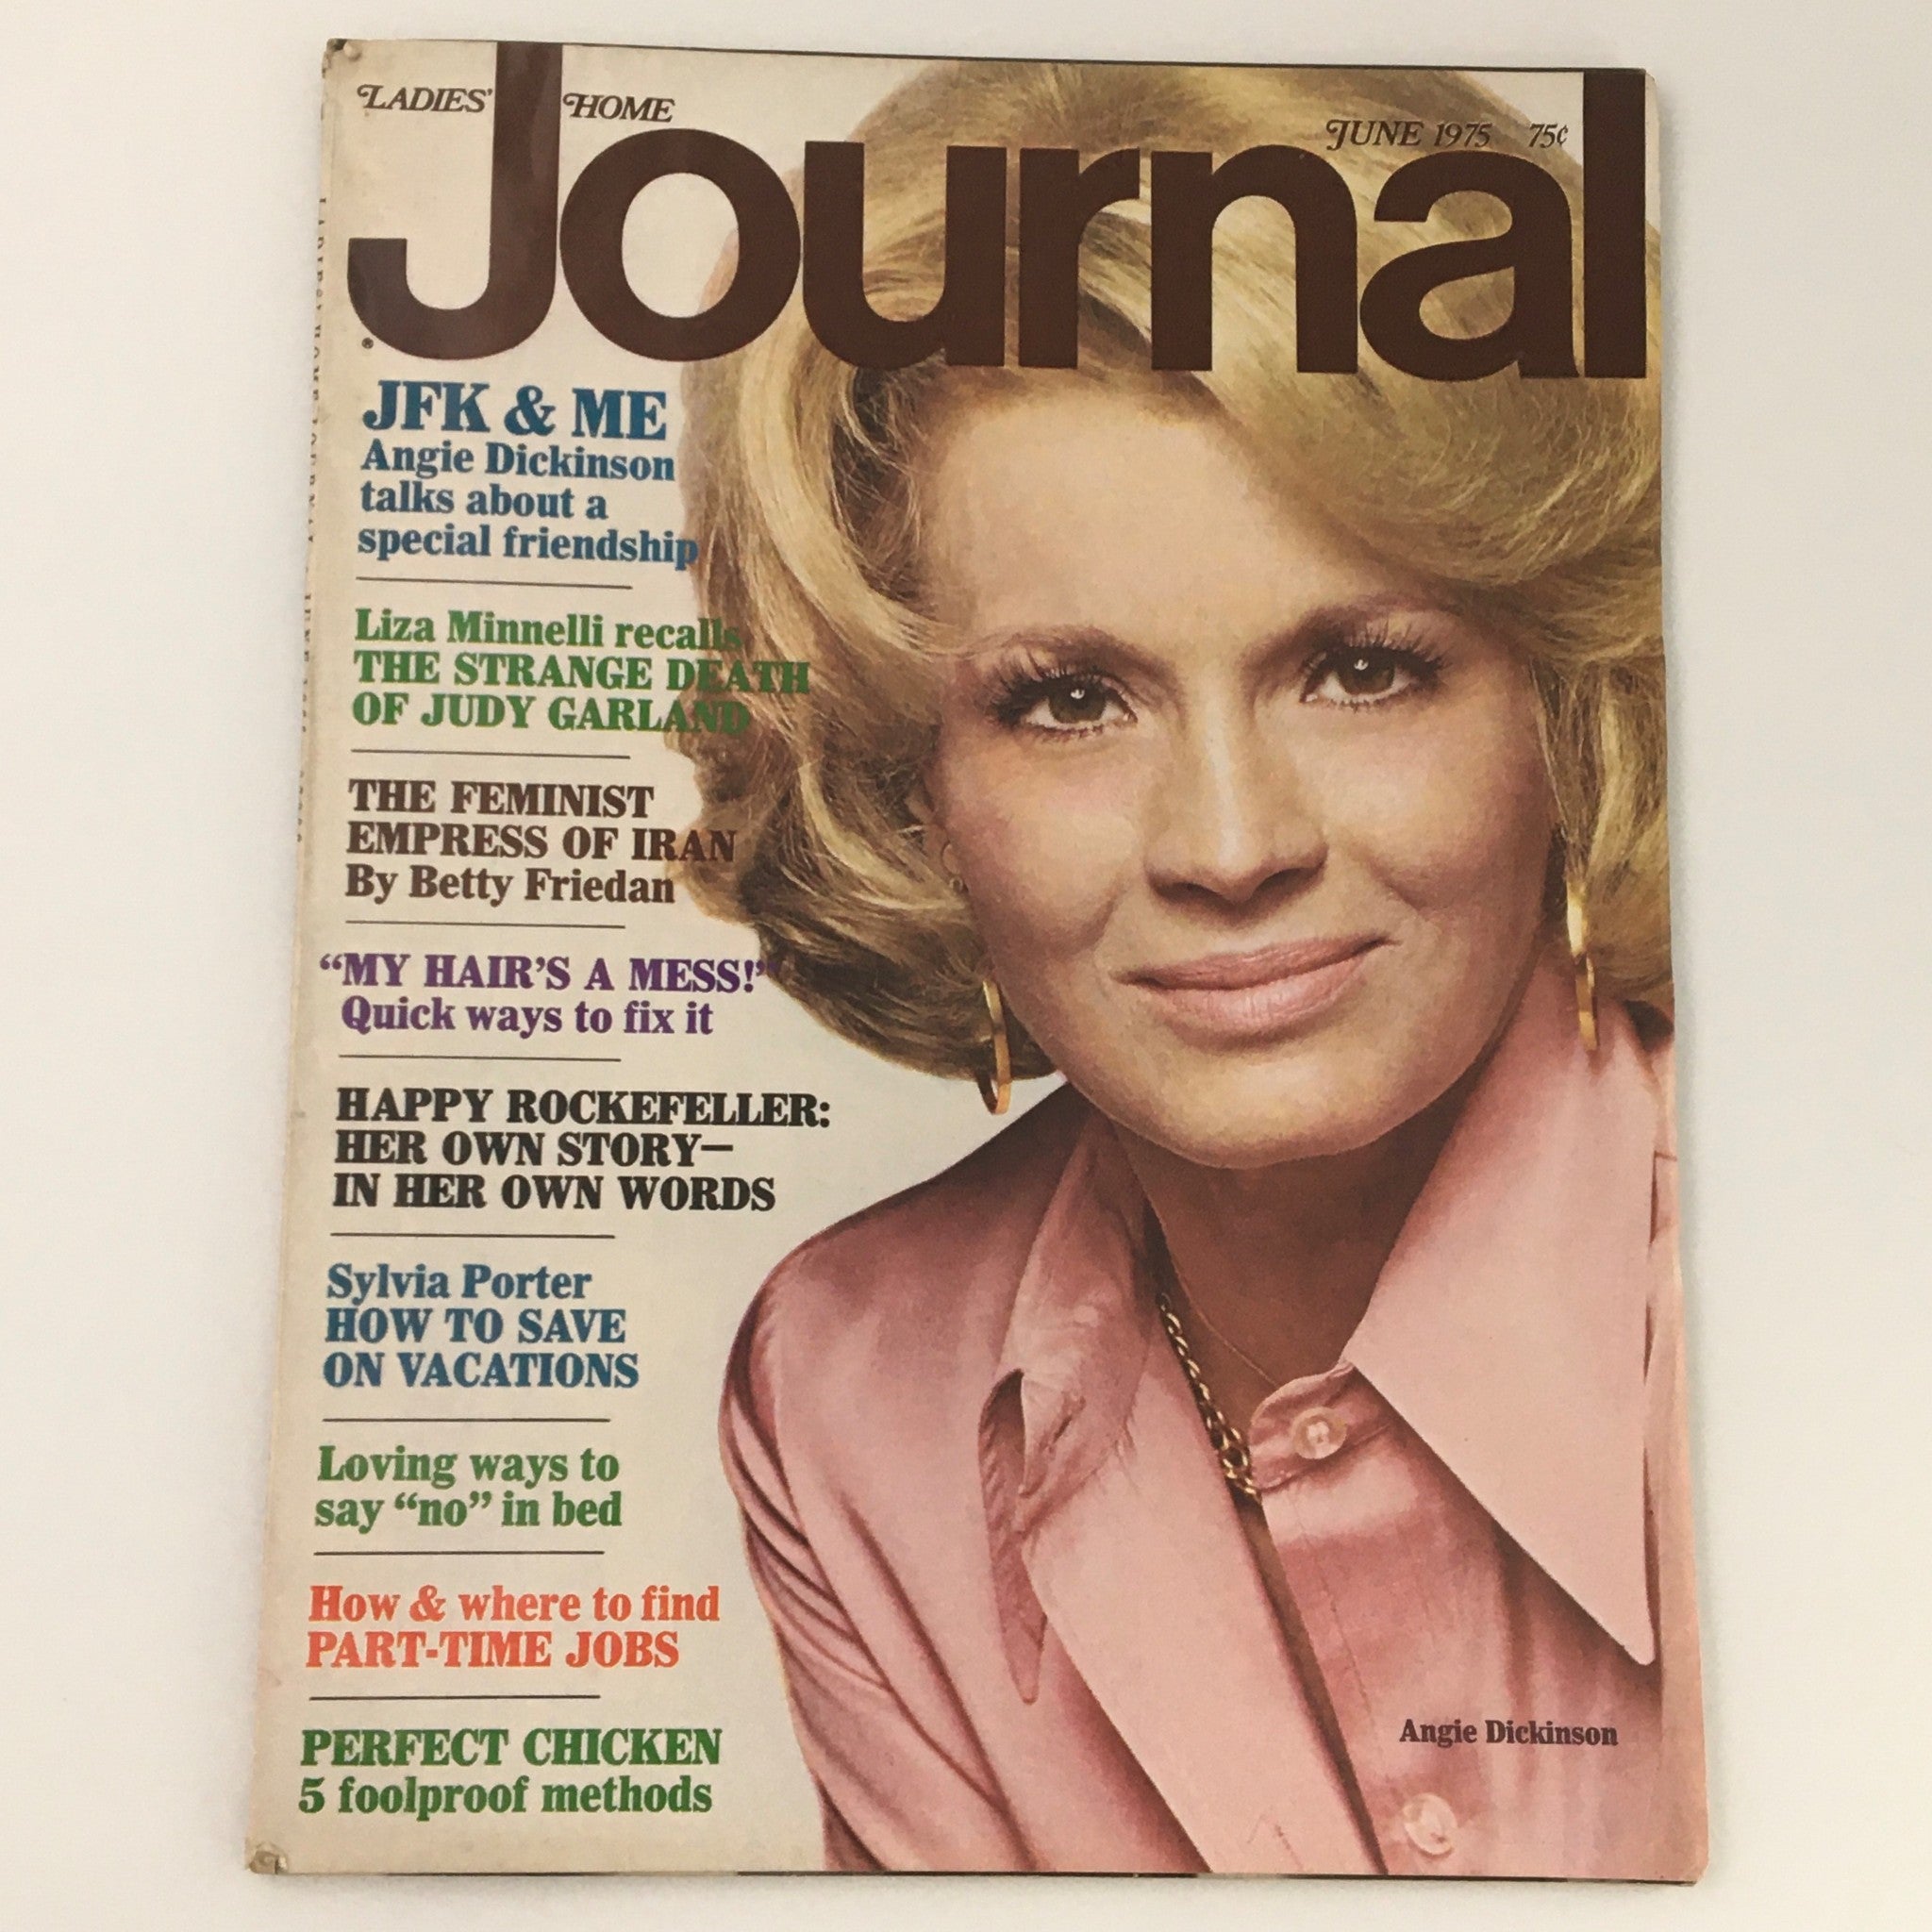 LADIES' HOME
JUNE 1975 75¢
Journal
®
JFK & ME
Angie Dickinson
talks about a
special friendship
Liza Minnelli recalls
THE STRANGE DEATH
OF JUDY GARLAND
THE FEMINIST
EMPRESS OF IRAN
By Betty Friedan
“MY HAIR’S A MESS!”
Quick ways to fix it
HAPPY ROCKEFELLER:
HER OWN STORY—
IN HER OWN WORDS
Sylvia Porter
HOW TO SAVE
ON VACATIONS
Loving ways to
say “no” in bed
How & where to find
PART-TIME JOBS
PERFECT CHICKEN
5 foolproof methods
Angie Dickinson